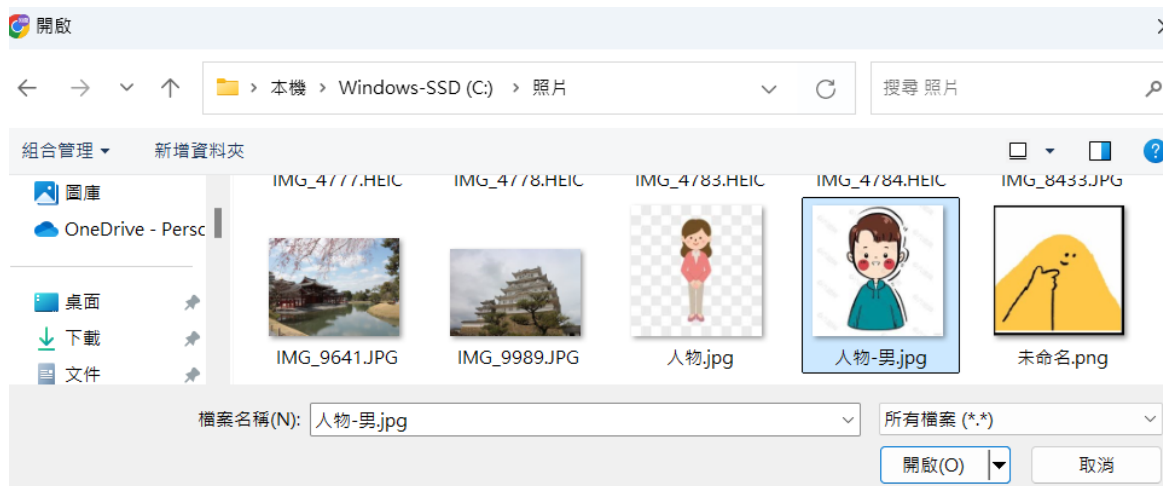 開啟
本機 › Windows-SSD (C:) › 照片
搜尋 照片
組合管理
新增資料夾
圖庫
OneDrive - Persc
桌面
下載
文件
IMG_4777.HEIC
IMG_4778.HEIC
IMG_4783.HEIC
IMG_4784.HEIC
IMG_8433.JPG
IMG_9641.JPG
IMG_9989.JPG
人物.jpg
人物-男.jpg
未命名.png
檔案名稱(N):
人物-男.jpg
所有檔案 (*.*)
開啟(O)
取消